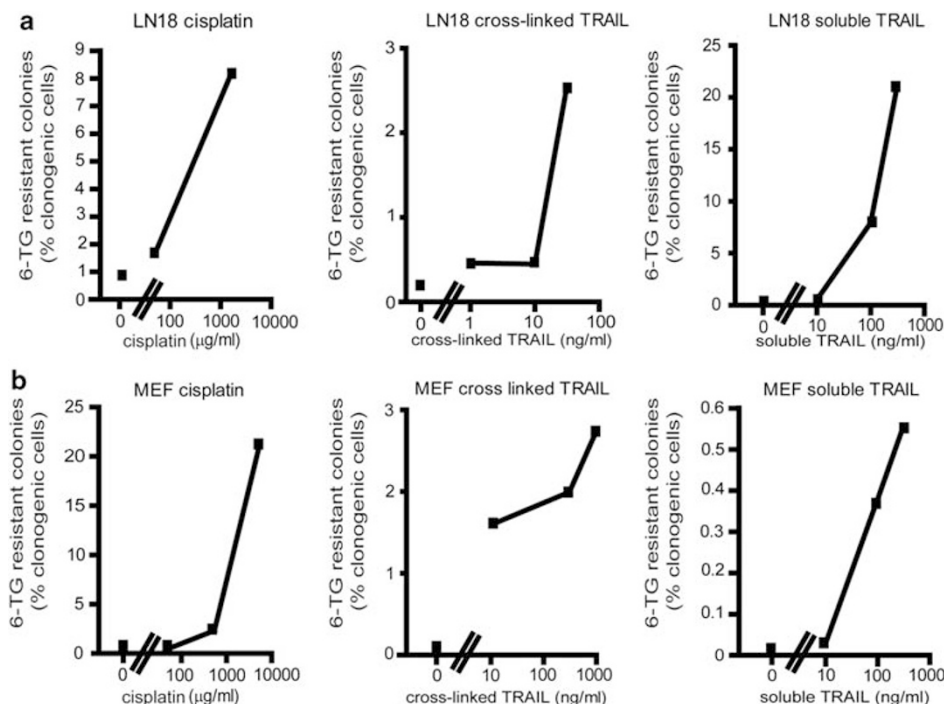 a
LN18 cisplatin
6-TG resistant colonies
(% clonogenic cells)
9
8
7
6
5
4
3
2
1
0
0 100 1000 10000
cisplatin (µg/ml)
LN18 cross-linked TRAIL
6-TG resistant colonies
(% clonogenic cells)
3
2
1
0
0 1 10 100
cross-linked TRAIL (ng/ml)
LN18 soluble TRAIL
6-TG resistant colonies
(% clonogenic cells)
25
20
15
10
5
0
0 10 100 1000
soluble TRAIL (ng/ml)
b
MEF cisplatin
6-TG resistant colonies
(% clonogenic cells)
25
20
15
10
5
0
0 100 1000 10000
cisplatin (µg/ml)
MEF cross linked TRAIL
6-TG resistant colonies
(% clonogenic cells)
3
2
1
0
0 10 100 1000
cross-linked TRAIL (ng/ml)
MEF soluble TRAIL
6-TG resistant colonies
(% clonogenic cells)
0.6
0.5
0.4
0.3
0.2
0.1
0
0 10 100 1000
soluble TRAIL (ng/ml)